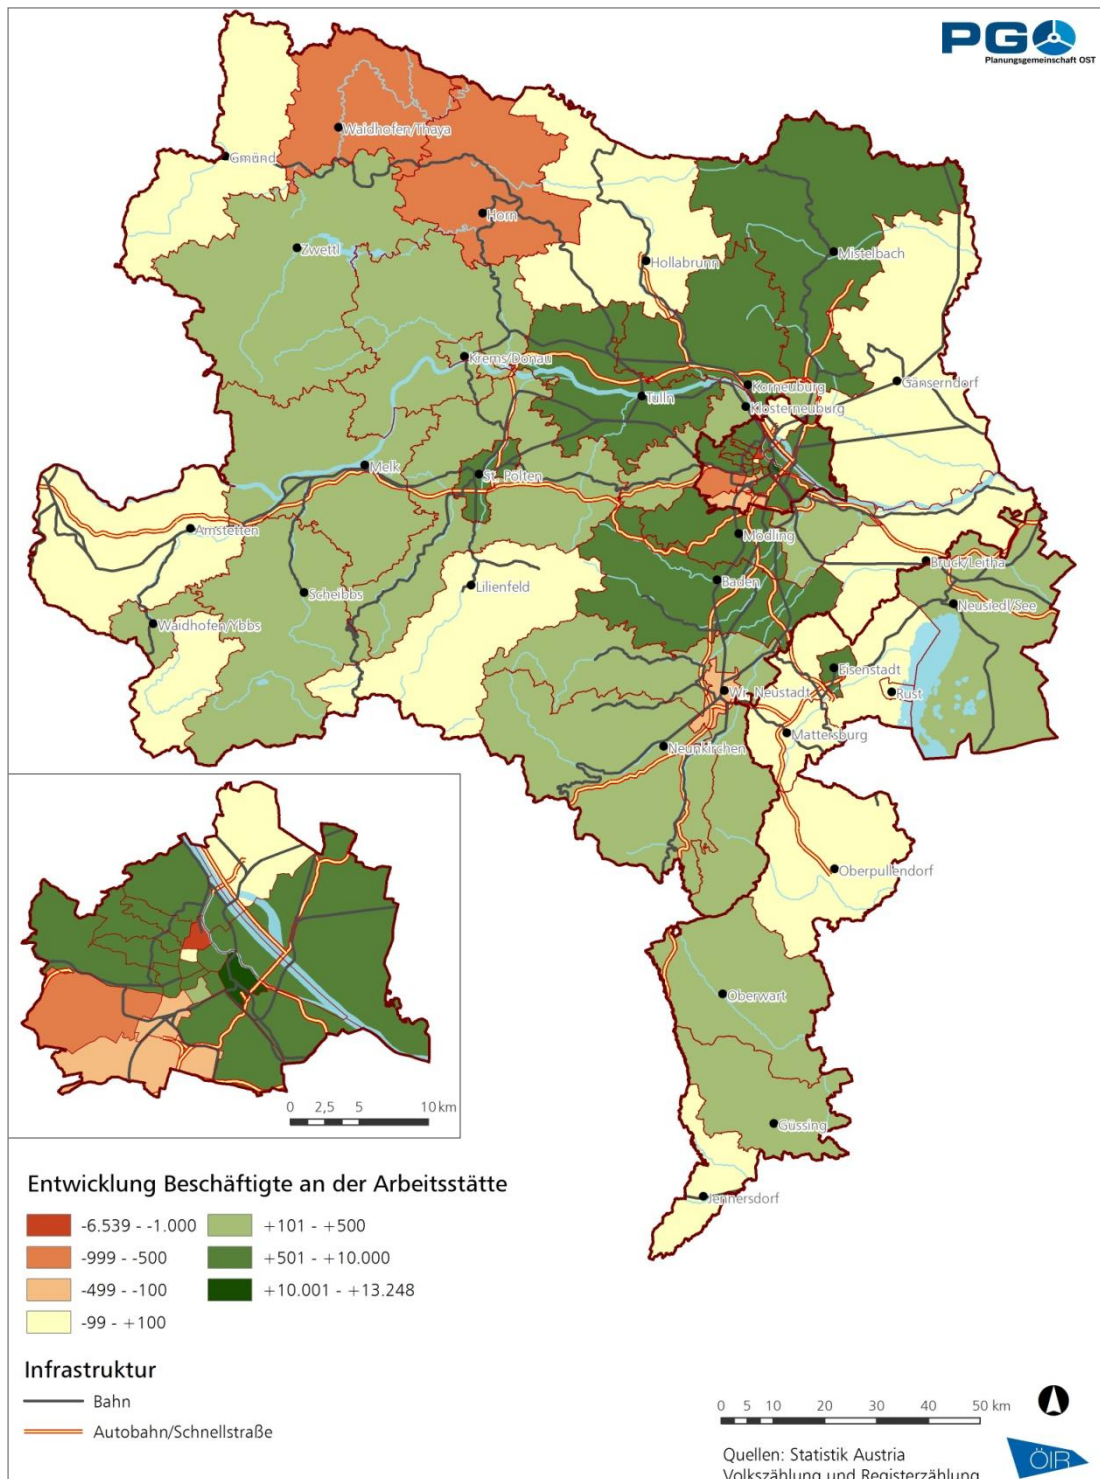 PGO
Planungsgemeinschaft OST
Waidhofen/Thaya
Gmünd
Horn
Zwettl
Hollabrunn
Mistelbach
Krems/Donau
Korneuburg
Gänserndorf
Tulln
Klosterneuburg
Melk
St. Pölten
Amstetten
Mödling
Bruck/Leitha
Baden
Lilienfeld
Scheibbs
Neusiedl/See
Waidhofen/Ybbs
Eisenstadt
Wr. Neustadt
Rust
Mattersburg
Neunkirchen
Oberpullendorf
Oberwart
Güssing
Jennersdorf
0 2,5 5 10 km
Entwicklung Beschäftigte an der Arbeitsstätte
-6.539 - -1.000
-999 - -500
-499 - -100
-99 - +100
+101 - +500
+501 - +10.000
+10.001 - +13.248
Infrastruktur
Bahn
Autobahn/Schnellstraße
0 5 10 20 30 40 50 km
Quellen: Statistik Austria
Volkszählung und Registerzählung
ÖIR